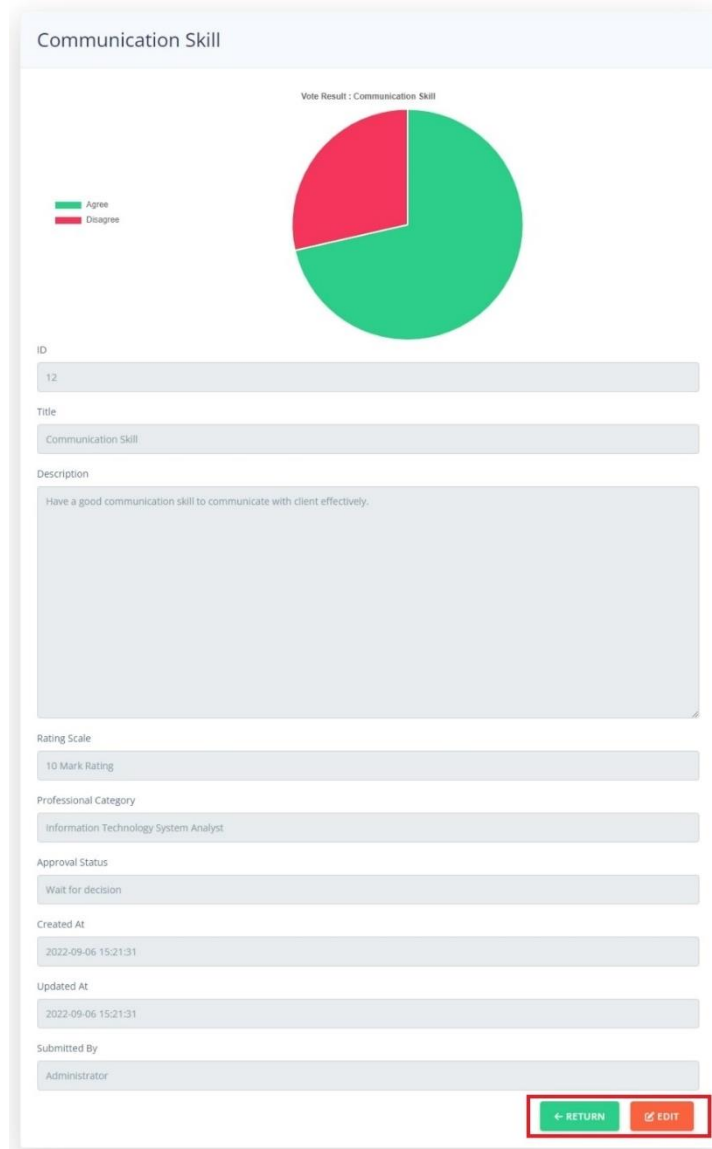 Communication Skill
Vote Result : Communication Skill
Agree
Disagree
ID
12
Title
Communication Skill
Description
Have a good communication skill to communicate with client effectively.
Rating Scale
10 Mark Rating
Professional Category
Information Technology System Analyst
Approval Status
Wait for decision
Created At
2022-09-06 15:21:31
Updated At
2022-09-06 15:21:31
Submitted By
Administrator
← RETURN EDIT